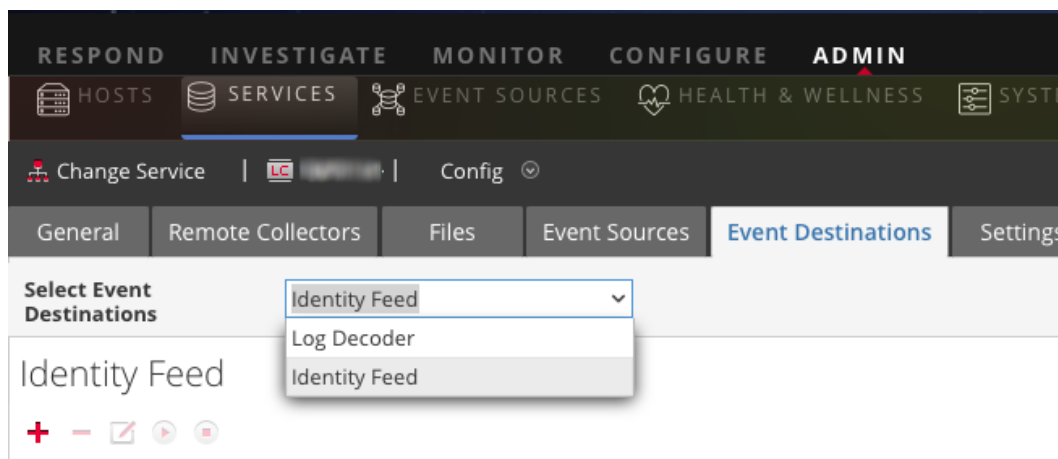 RESPOND INVESTIGATE MONITOR CONFIGURE ADMIN
HOSTS SERVICES EVENT SOURCES HEALTH & WELLNESS
Change Service | LC | Config
General Remote Collectors Files Event Sources Event Destinations Settings
Select Event
Destinations
Identity Feed
Log Decoder
Identity Feed
Identity Feed